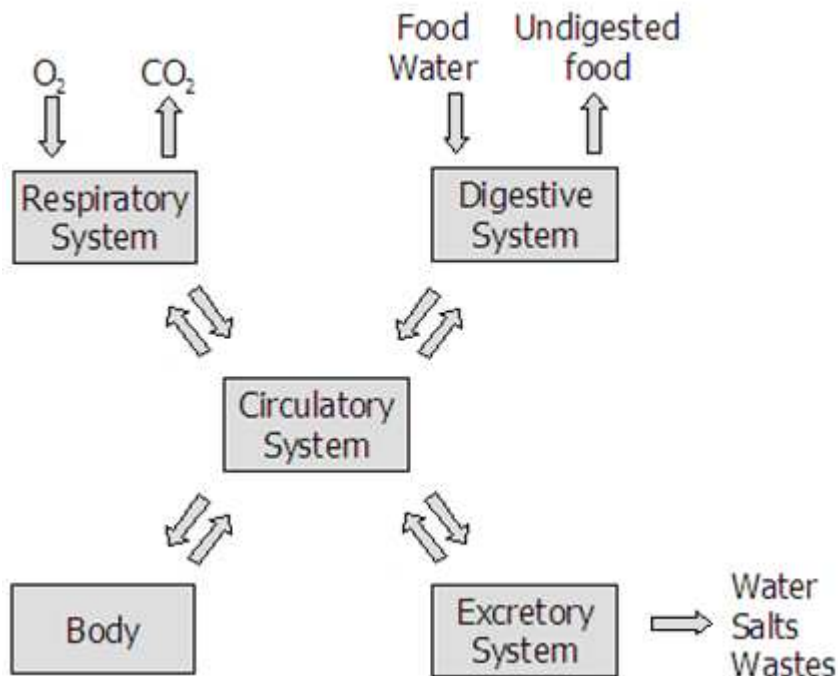 O₂
CO₂
Food
Water
Undigested
food
Respiratory
System
Digestive
System
Circulatory
System
Body
Excretory
System
Water
Salts
Wastes